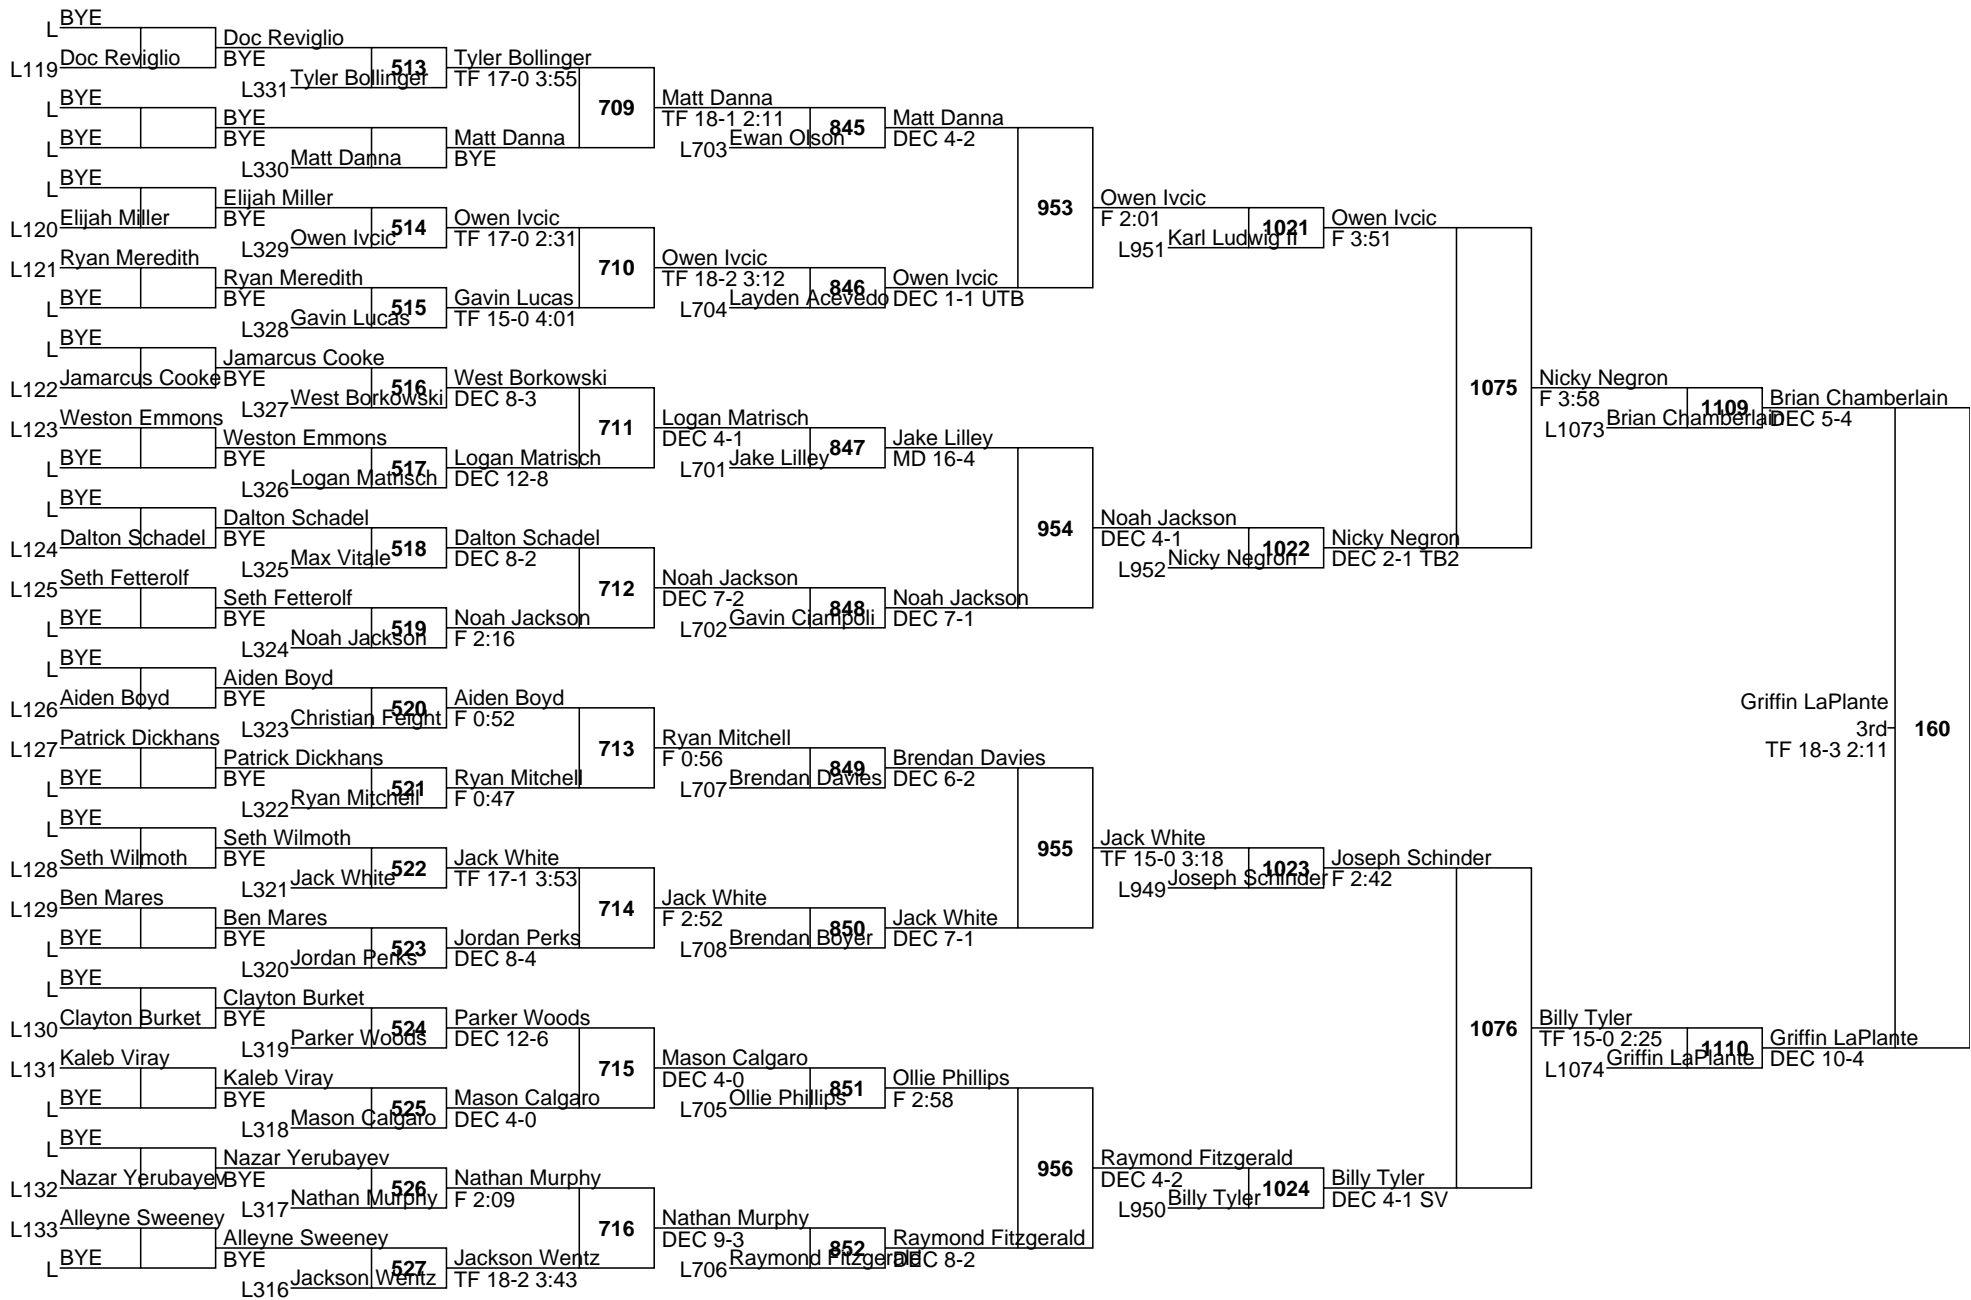 L BYE
L119 Doc Reviglio
L BYE
L BYE
L BYE
L120 Elijah Miller
L121 Ryan Meredith
L BYE
L BYE
L122 Jamarcus Cooke
L123 Weston Emmons
L BYE
L BYE
L124 Dalton Schadel
L125 Seth Fetterolf
L BYE
L BYE
L126 Aiden Boyd
L127 Patrick Dickhans
L BYE
L BYE
L128 Seth Wilmoth
L129 Ben Mares
L BYE
L BYE
L130 Clayton Burket
L131 Kaleb Viray
L BYE
L BYE
L132 Nazar Yerubayev
L133 Alleyne Sweeney
L BYE
Doc Reviglio
BYE
513
L331 Tyler Bollinger
BYE
BYE
L330 Matt Danna
Elijah Miller
BYE
514
L329 Owen Ivcic
Ryan Meredith
BYE
515
L328 Gavin Lucas
Jamarcus Cooke
BYE
516
L327 West Borkowski
Weston Emmons
BYE
517
L326 Logan Matrisch
Dalton Schadel
BYE
518
L325 Max Vitale
Seth Fetterolf
BYE
519
L324 Noah Jackson
Aiden Boyd
BYE
520
L323 Christian Feight
Patrick Dickhans
BYE
521
L322 Ryan Mitchell
Seth Wilmoth
BYE
522
L321 Jack White
Ben Mares
BYE
523
L320 Jordan Perks
Clayton Burket
BYE
524
L319 Parker Woods
Kaleb Viray
BYE
525
L318 Mason Calgaro
Nazar Yerubayev
BYE
526
L317 Nathan Murphy
Alleyne Sweeney
BYE
527
L316 Jackson Wentz
Tyler Bollinger
TF 17-0 3:55
709
Matt Danna
BYE
Owen Ivcic
TF 17-0 2:31
710
Gavin Lucas
TF 15-0 4:01
West Borkowski
DEC 8-3
711
Logan Matrisch
DEC 12-8
Dalton Schadel
DEC 8-2
712
Noah Jackson
F 2:16
Aiden Boyd
F 0:52
713
Ryan Mitchell
F 0:47
Jack White
TF 17-1 3:53
714
Jordan Perks
DEC 8-4
Parker Woods
DEC 12-6
715
Mason Calgaro
DEC 4-0
Nathan Murphy
F 2:09
716
Jackson Wentz
TF 18-2 3:43
Matt Danna
TF 18-1 2:11
845
L703 Ewan Olson
Owen Ivcic
TF 18-2 3:12
846
L704 Layden Acevedo
Logan Matrisch
DEC 4-1
847
L701 Jake Lilley
Noah Jackson
DEC 7-2
848
L702 Gavin Ciampoli
Ryan Mitchell
F 0:56
849
L707 Brendan Davies
Jack White
F 2:52
850
L708 Brendan Boyer
Mason Calgaro
DEC 4-0
851
L705 Ollie Phillips
Nathan Murphy
DEC 9-3
852
L706 Raymond Fitzgerald
Matt Danna
DEC 4-2
953
Owen Ivcic
DEC 1-1 UTB
Jake Lilley
MD 16-4
954
Noah Jackson
DEC 7-1
Brendan Davies
DEC 6-2
955
Jack White
DEC 7-1
Ollie Phillips
F 2:58
956
Raymond Fitzgerald
DEC 8-2
Owen Ivcic
F 2:01
1021
L951 Karl Ludwig II
Noah Jackson
DEC 4-1
1022
L952 Nicky Negron
Jack White
TF 15-0 3:18
1023
L949 Joseph Schinder
Raymond Fitzgerald
DEC 4-2
1024
L950 Billy Tyler
Owen Ivcic
F 3:51
1075
Nicky Negron
DEC 2-1 TB2
Joseph Schinder
F 2:42
1076
Billy Tyler
DEC 4-1 SV
Nicky Negron
F 3:58
1109
L1073 Brian Chamberlain
Billy Tyler
TF 15-0 2:25
1110
L1074 Griffin LaPlante
Brian Chamberlain
DEC 5-4
160
Griffin LaPlante
DEC 10-4
Griffin LaPlante
3rd
TF 18-3 2:11